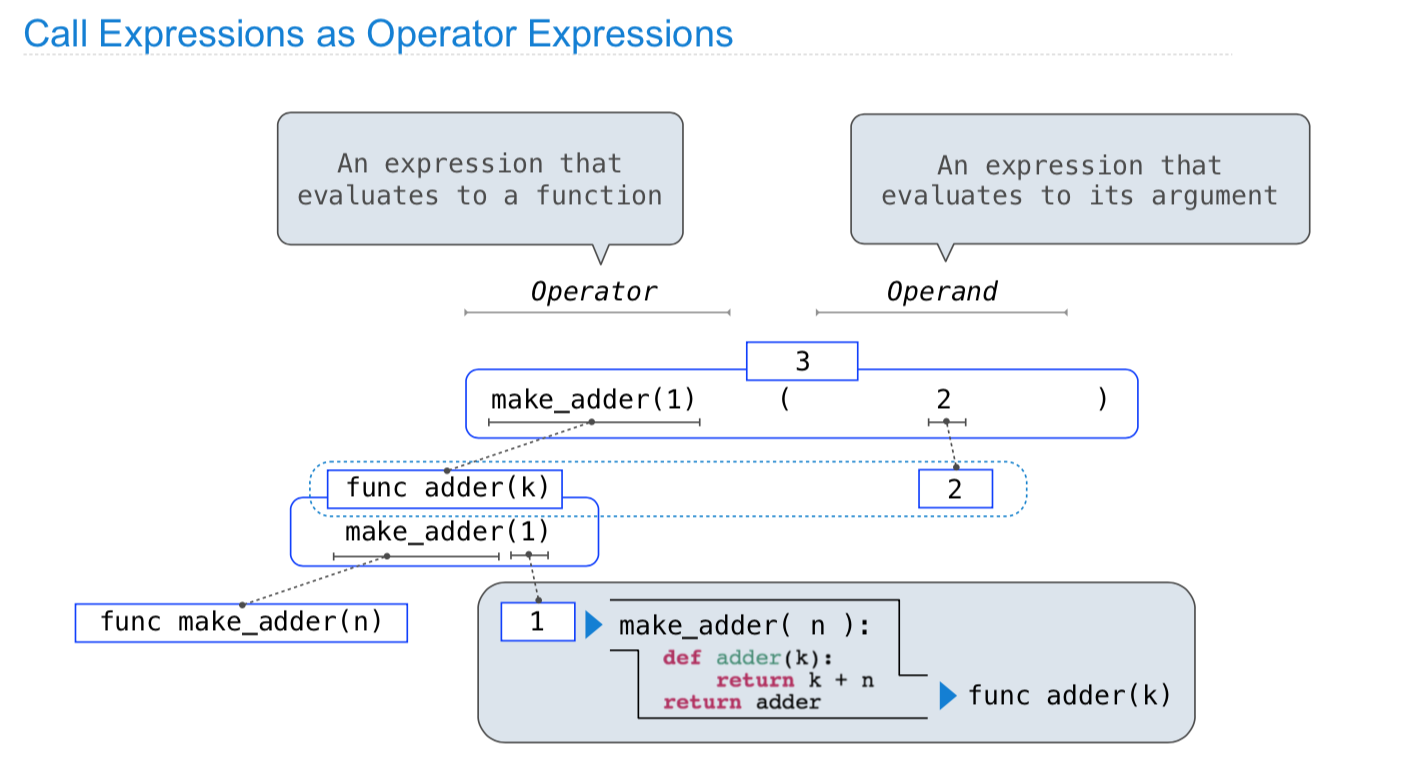 Call Expressions as Operator Expressions
An expression that
evaluates to a function
An expression that
evaluates to its argument
Operator
Operand
3
make_adder(1) ( 2 )
func adder(k)
2
make_adder(1)
func make_adder(n)
1
make_adder( n ):
def adder(k):
return k + n
return adder
func adder(k)